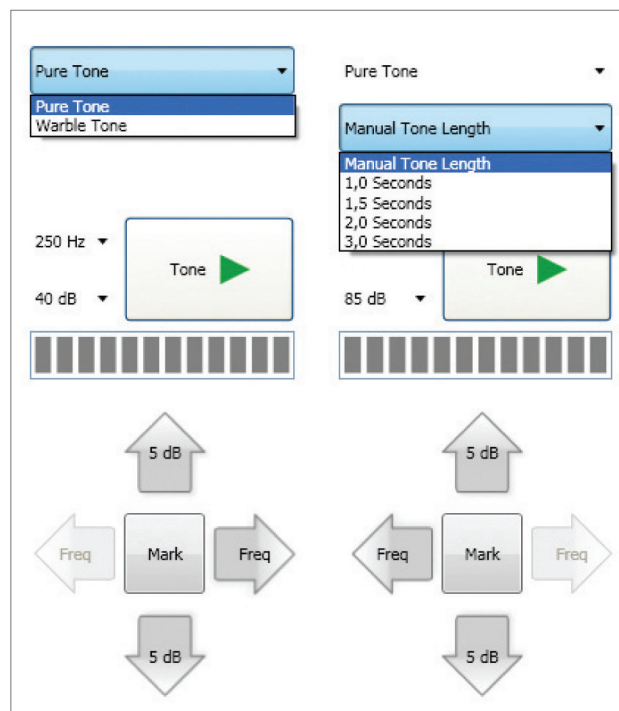 Pure Tone
Pure Tone
Warble Tone
250 Hz
Tone
40 dB
5 dB
Freq
Mark
Freq
5 dB
Pure Tone
Manual Tone Length
Manual Tone Length
1,0 Seconds
1,5 Seconds
2,0 Seconds
3,0 Seconds
Tone
85 dB
5 dB
Freq
Mark
Freq
5 dB